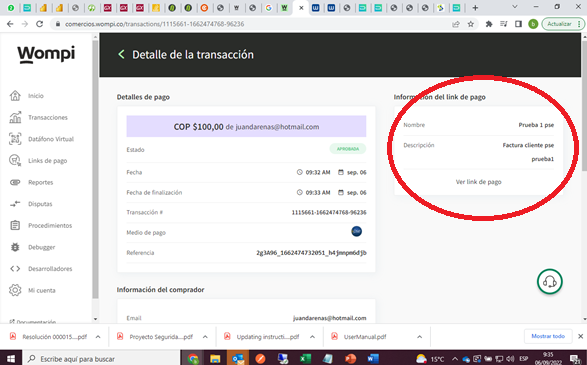 comercios.wompi.co/transactions/1115661-1662474768-96236
Actualizar
Wompi
Detalle de la transacción
Inicio
Transacciones
Datáfono Virtual
Links de pago
Reportes
Disputas
Procedimientos
Debugger
Desarrolladores
Mi cuenta
Documentación
Detalles de pago
COP $100,00 de juandarenas@hotmail.com
Estado APROBADA
Fecha 09:32 AM sep. 06
Fecha de finalización 09:33 AM sep. 06
Transacción # 1115661-1662474768-96236
Medio de pago
Referencia 2g3A96_1662474732051_h4jmnpm6djb
Información del comprador
Email juandarenas@hotmail.com
Información del link de pago
Nombre Prueba 1 pse
Descripción Factura cliente pse
prueba1
Ver link de pago
Resolución 000015....pdf
Proyecto Segurida....pdf
Updating instructi....pdf
UserManual.pdf
Mostrar todo
Escribe aquí para buscar
15°C
ESP
9:35
06/09/2022